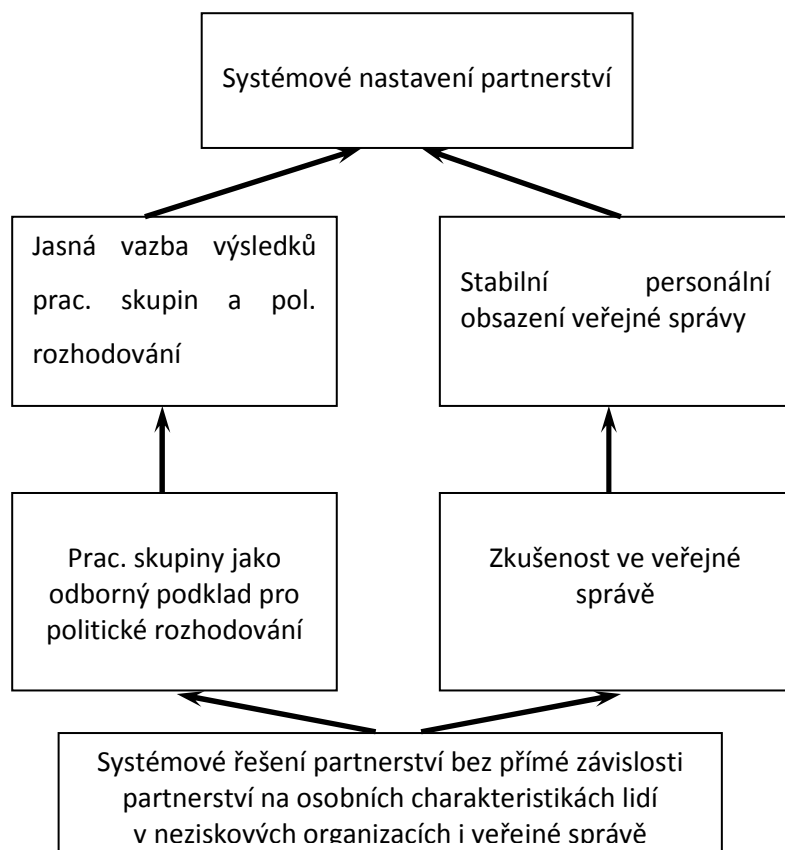 Systémové nastavení partnerství
Jasná vazba výsledků
prac. skupin a pol.
rozhodování
Stabilní personální
obsazení veřejné správy
Prac. skupiny jako
odborný podklad pro
politické rozhodování
Zkušenost ve veřejné
správě
Systémové řešení partnerství bez přímé závislosti
partnerství na osobních charakteristikách lidí
v neziskových organizacích i veřejné správě